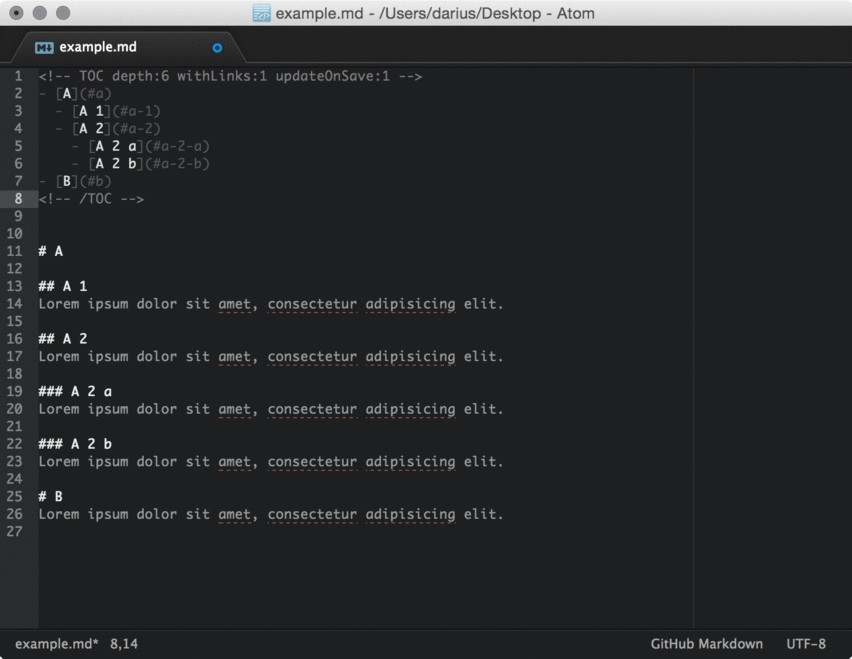 example.md - /Users/darius/Desktop - Atom
example.md
1 <!-- TOC depth:6 withLinks:1 updateOnSave:1 -->
2 - [A](#a)
3   - [A 1](#a-1)
4   - [A 2](#a-2)
5     - [A 2 a](#a-2-a)
6     - [A 2 b](#a-2-b)
7 - [B](#b)
8 <!-- /TOC -->
9
10
11 # A
12
13 ## A 1
14 Lorem ipsum dolor sit amet, consectetur adipisicing elit.
15
16 ## A 2
17 Lorem ipsum dolor sit amet, consectetur adipisicing elit.
18
19 ### A 2 a
20 Lorem ipsum dolor sit amet, consectetur adipisicing elit.
21
22 ### A 2 b
23 Lorem ipsum dolor sit amet, consectetur adipisicing elit.
24
25 # B
26 Lorem ipsum dolor sit amet, consectetur adipisicing elit.
27
example.md* 8,14 GitHub Markdown UTF-8